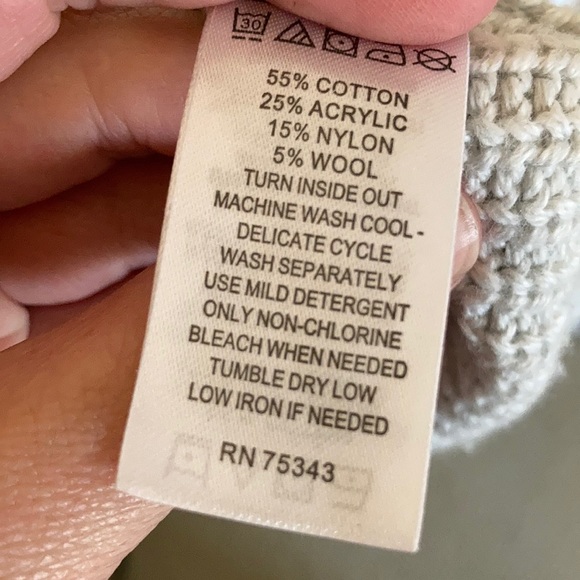 30
55% COTTON
25% ACRYLIC
15% NYLON
5% WOOL
TURN INSIDE OUT
MACHINE WASH COOL -
DELICATE CYCLE
WASH SEPARATELY
USE MILD DETERGENT
ONLY NON-CHLORINE
BLEACH WHEN NEEDED
TUMBLE DRY LOW
LOW IRON IF NEEDED
RN 75343